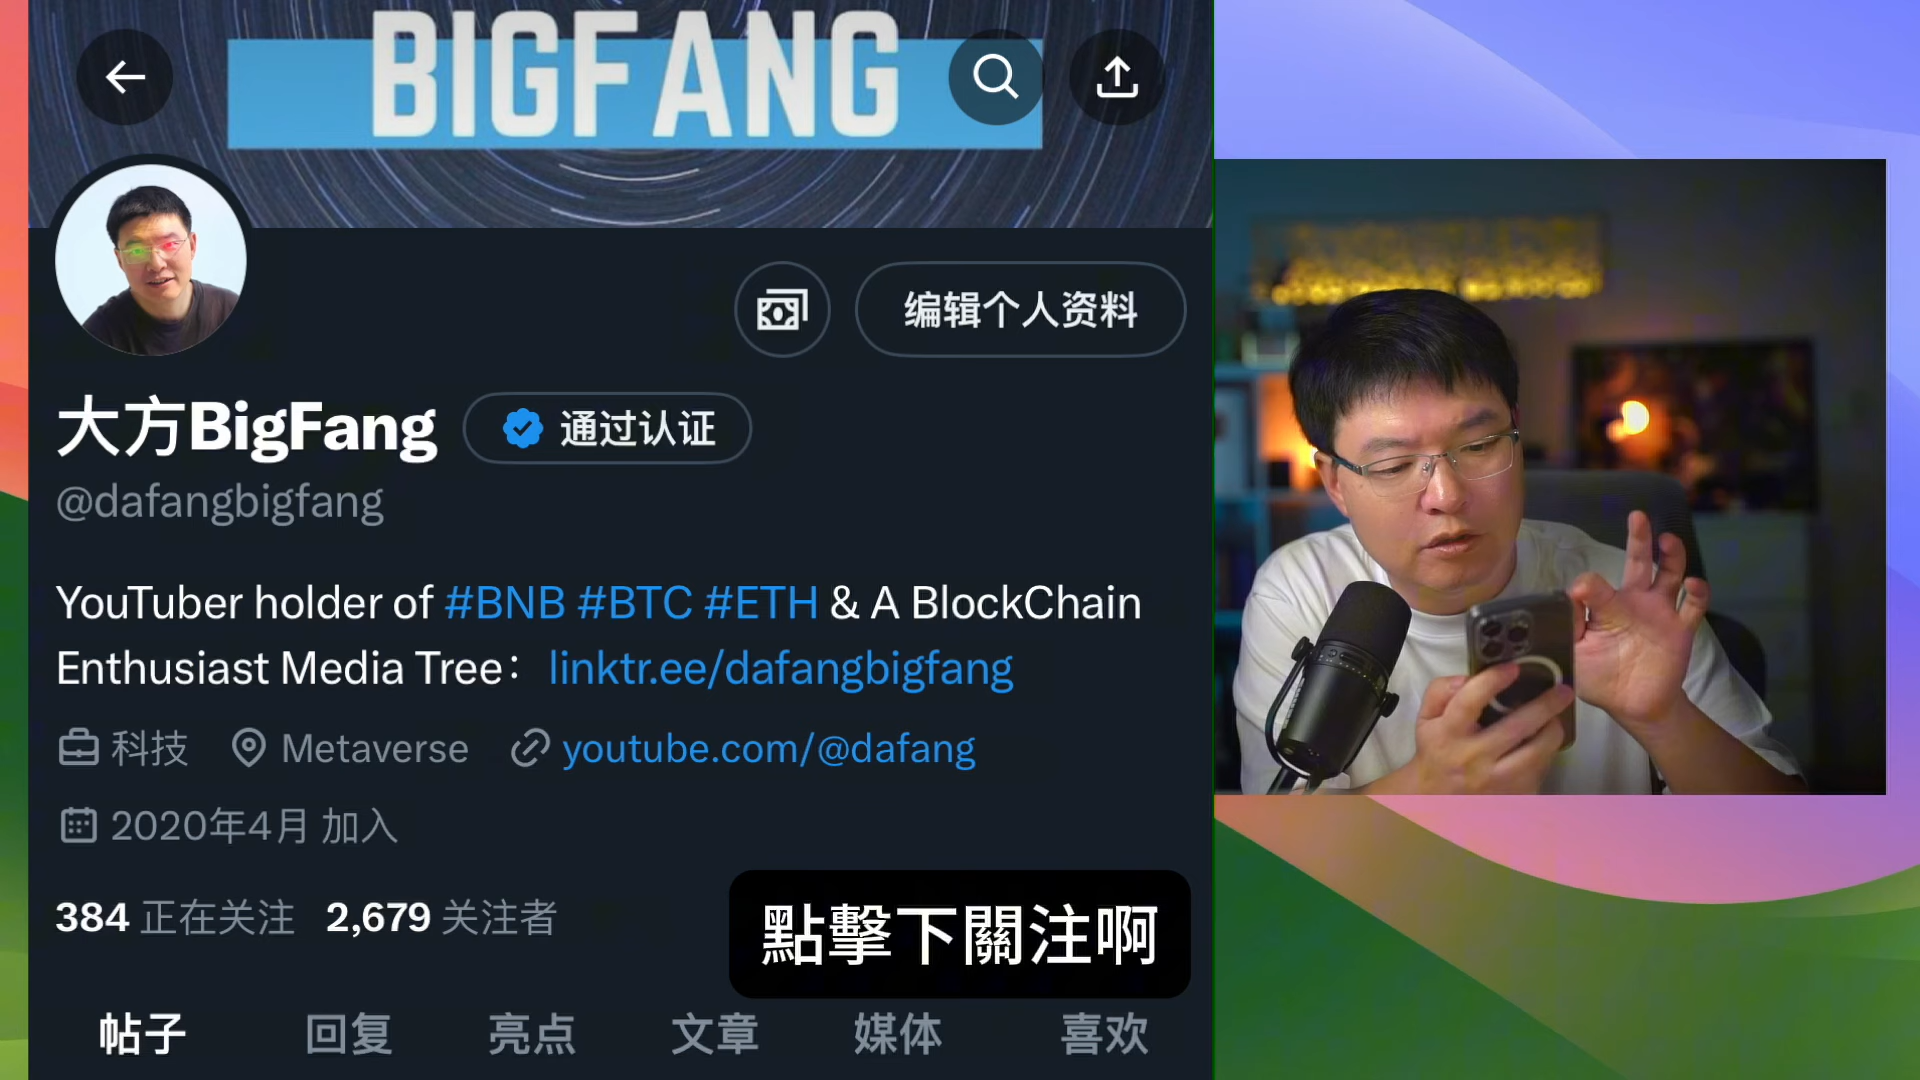 BIGFANG
编辑个人资料
大方BigFang 通过认证
@dafangbigfang
YouTuber holder of #BNB #BTC #ETH & A BlockChain
Enthusiast Media Tree：linktr.ee/dafangbigfang
科技 Metaverse youtube.com/@dafang
2020年4月 加入
384 正在关注 2,679 关注者
點擊下關注啊
帖子 回复 亮点 文章 媒体 喜欢